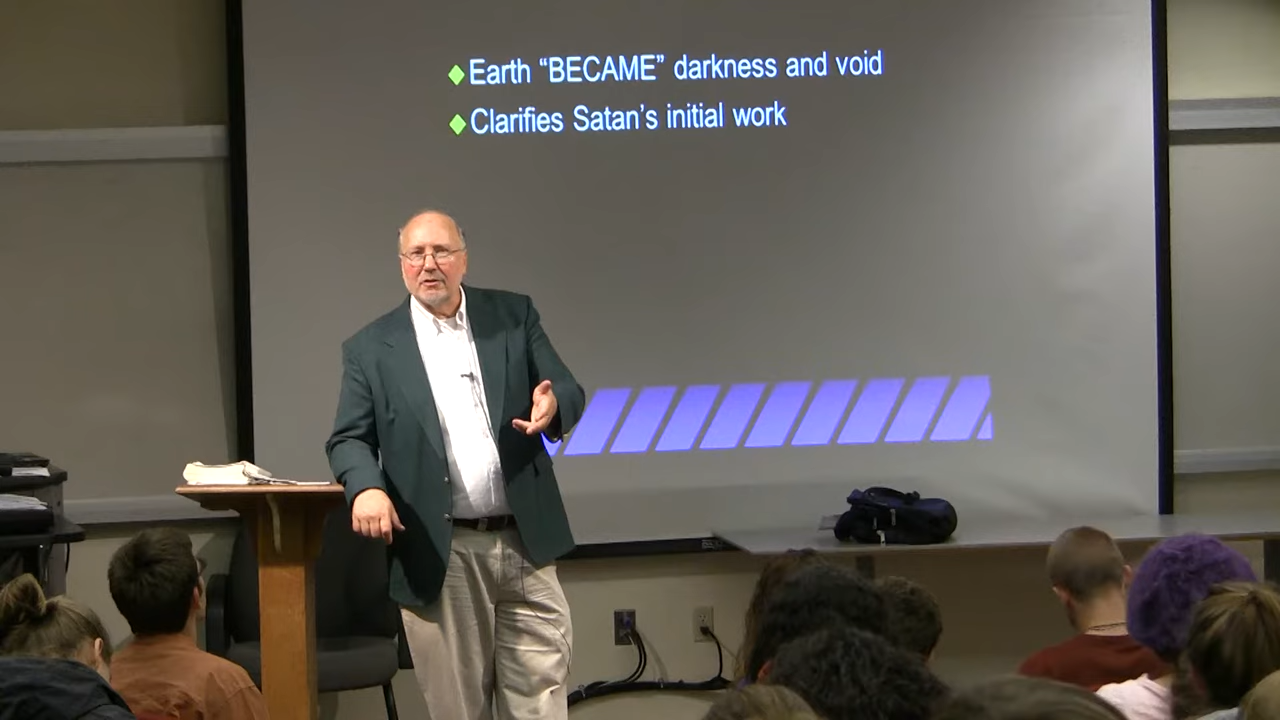 Earth “BECAME” darkness and void
Clarifies Satan’s initial work